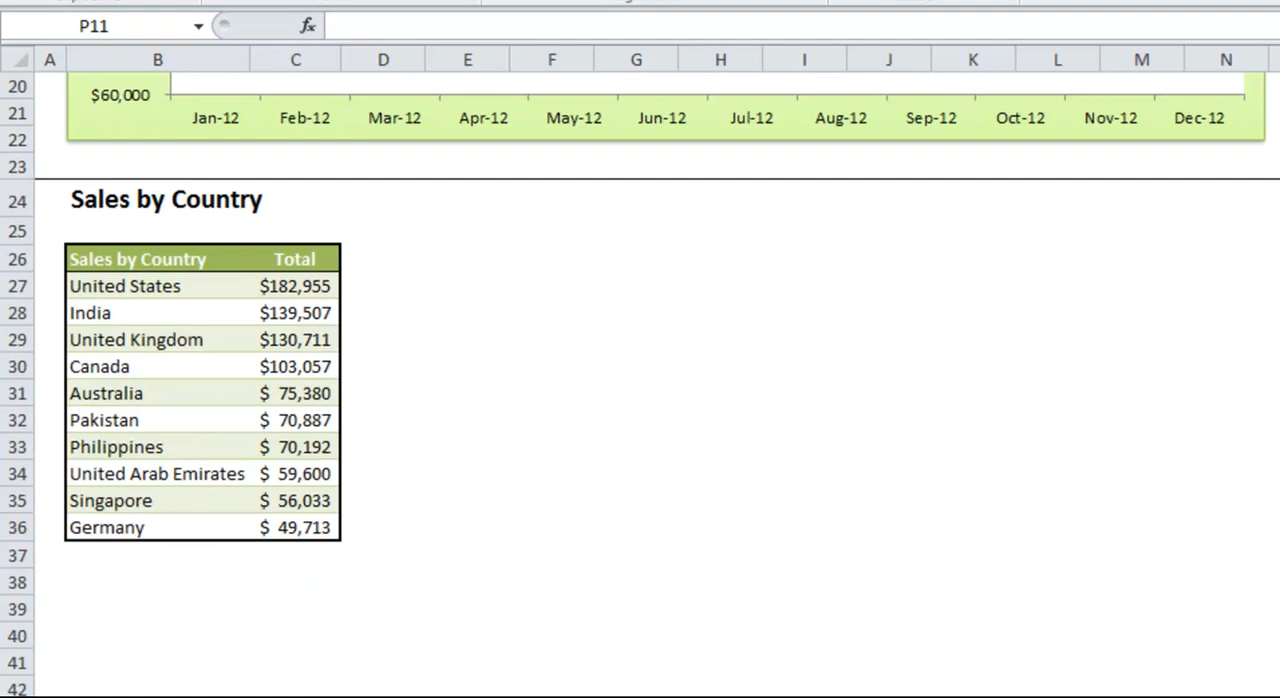 P11 fx
A B C D E F G H I J K L M N
20 $60,000
21 Jan-12 Feb-12 Mar-12 Apr-12 May-12 Jun-12 Jul-12 Aug-12 Sep-12 Oct-12 Nov-12 Dec-12
22
23
24 Sales by Country
25
26 Sales by Country Total
27 United States $182,955
28 India $139,507
29 United Kingdom $130,711
30 Canada $103,057
31 Australia $ 75,380
32 Pakistan $ 70,887
33 Philippines $ 70,192
34 United Arab Emirates $ 59,600
35 Singapore $ 56,033
36 Germany $ 49,713
37
38
39
40
41
42